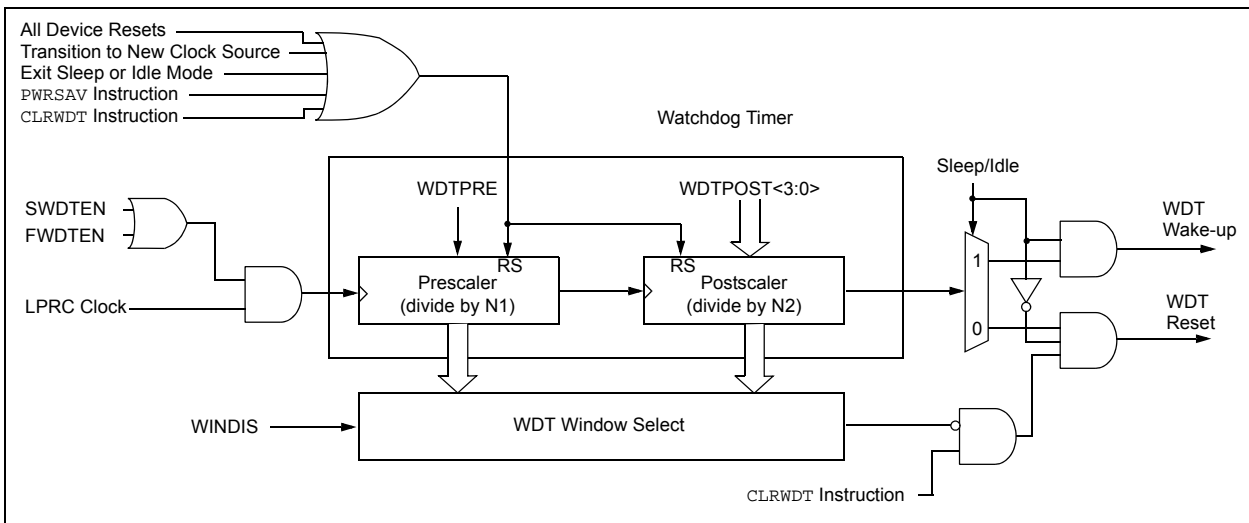 All Device Resets
Transition to New Clock Source
Exit Sleep or Idle Mode
PWRSAV Instruction
CLRWDT Instruction
Watchdog Timer
Sleep/Idle
WDTPRE
WDTPOST<3:0>
SWDTEN
FWDTEN
WDT
Wake-up
RS
RS
1
Prescaler
(divide by N1)
Postscaler
(divide by N2)
LPRC Clock
WDT
Reset
0
WINDIS
WDT Window Select
CLRWDT Instruction